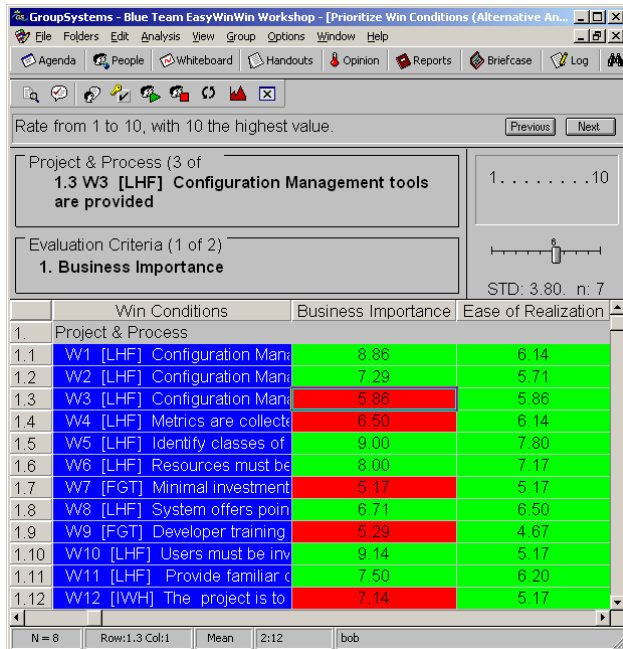 GroupSystems - Blue Team EasyWinWin Workshop - [Prioritize Win Conditions (Alternative An...
File Folders Edit Analysis View Group Options Window Help
Agenda People Whiteboard Handouts Opinion Reports Briefcase Log
Rate from 1 to 10, with 10 the highest value. Previous Next
Project & Process (3 of
1.3 W3 [LHF] Configuration Management tools
are provided
1. . . . . . . . 10
Evaluation Criteria (1 of 2)
1. Business Importance
6
STD: 3.80. n: 7
Win Conditions Business Importance Ease of Realization
1. Project & Process
1.1 W1 [LHF] Configuration Mana 8.86 6.14
1.2 W2 [LHF] Configuration Mana 7.29 5.71
1.3 W3 [LHF] Configuration Mana 5.86 5.86
1.4 W4 [LHF] Metrics are collecte 6.50 6.14
1.5 W5 [LHF] Identify classes of 9.00 7.80
1.6 W6 [LHF] Resources must be 8.00 7.17
1.7 W7 [FGT] Minimal investment 5.17 5.17
1.8 W8 [LHF] System offers poin 6.71 6.50
1.9 W9 [FGT] Developer training 5.29 4.67
1.10 W10 [LHF] Users must be inv 9.14 5.17
1.11 W11 [LHF] Provide familiar c 7.50 6.20
1.12 W12 [IWH] The project is to 7.14 5.17
N = 8 Row:1.3 Col:1 Mean 2:12 bob